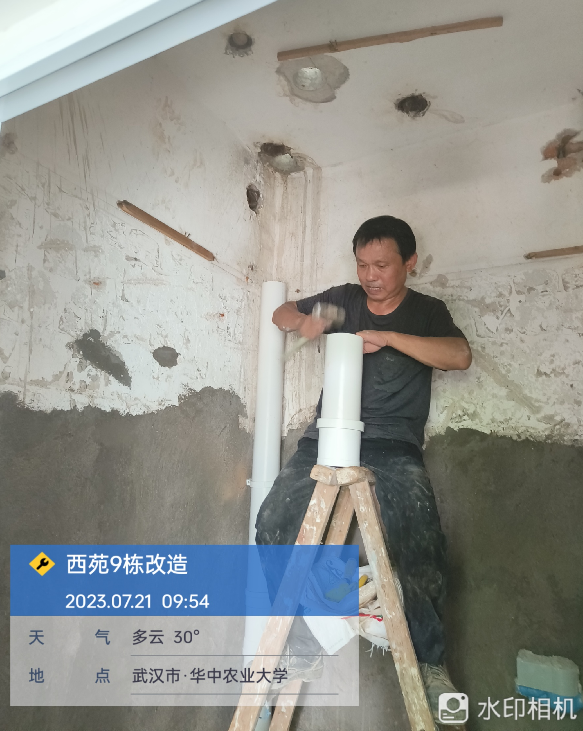 西苑9栋改造
2023.07.21 09:54
天 气 多云 30°
地 点 武汉市·华中农业大学
水印相机